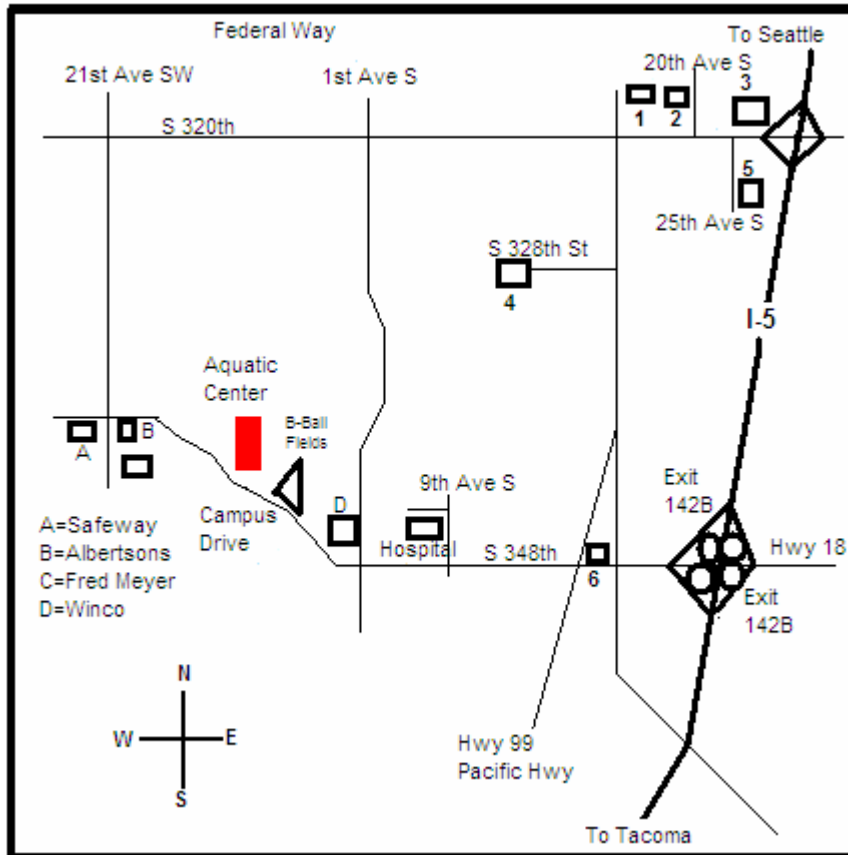 Federal Way
To Seattle
21st Ave SW
1st Ave S
20th Ave S
3
S 320th
1
2
5
25th Ave S
S 328th St
4
I-5
Aquatic
Center
B-Ball
Fields
A
B
9th Ave S
Exit
142B
D
Campus
Drive
A=Safeway
B=Albertsons
C=Fred Meyer
D=Winco
Hospital
S 348th
6
Hwy 18
Exit
142B
N
W
E
S
Hwy 99
Pacific Hwy
To Tacoma